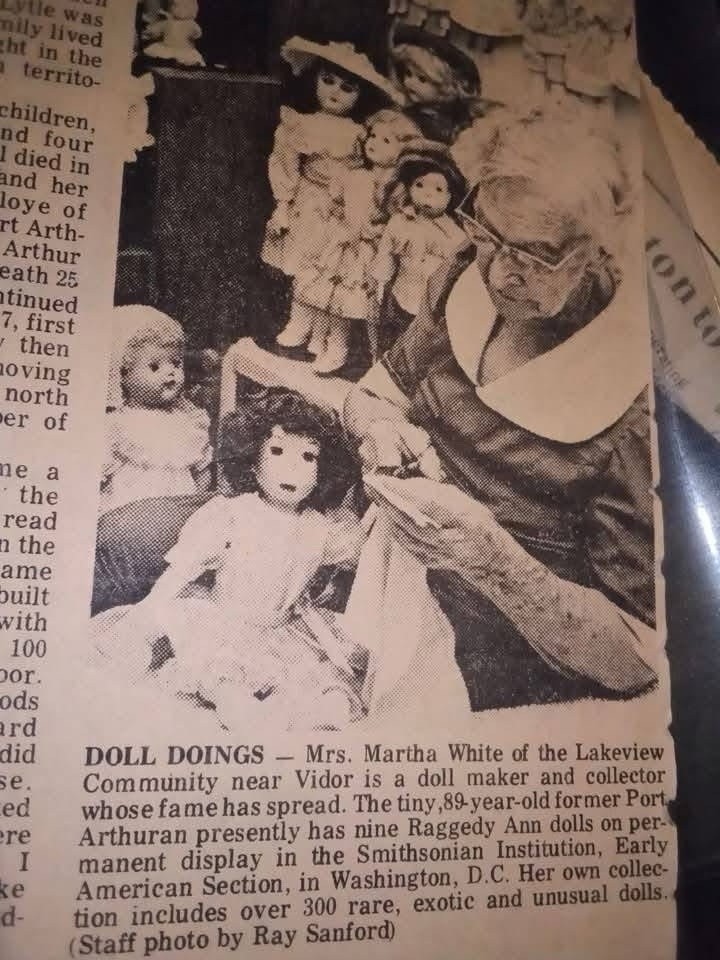 Lytle was
mily lived
ght in the
territo-
children,
nd four
l died in
and her
loye of
rt Arth-
Arthur
eath 25
ntinued
7, first
then
noving
north
er of
me a
the
read
n the
ame
built
with
100
oor.
ods
ard
did
se.
ed
ere
I
ke
d-
DOLL DOINGS — Mrs. Martha White of the Lakeview
Community near Vidor is a doll maker and collector
whose fame has spread. The tiny,89-year-old former Port
Arthuran presently has nine Raggedy Ann dolls on per-
manent display in the Smithsonian Institution, Early
American Section, in Washington, D.C. Her own collec-
tion includes over 300 rare, exotic and unusual dolls.
(Staff photo by Ray Sanford)
ton to